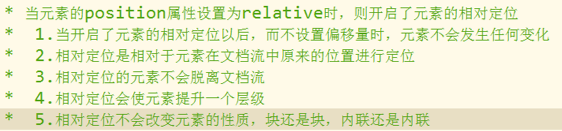 * 当元素的position属性设置为relative时，则开启了元素的相对定位
* 1.当开启了元素的相对定位以后，而不设置偏移量时，元素不会发生任何变化
* 2.相对定位是相对于元素在文档流中原来的位置进行定位
* 3.相对定位的元素不会脱离文档流
* 4.相对定位会使元素提升一个层级
* 5.相对定位不会改变元素的性质，块还是块，内联还是内联